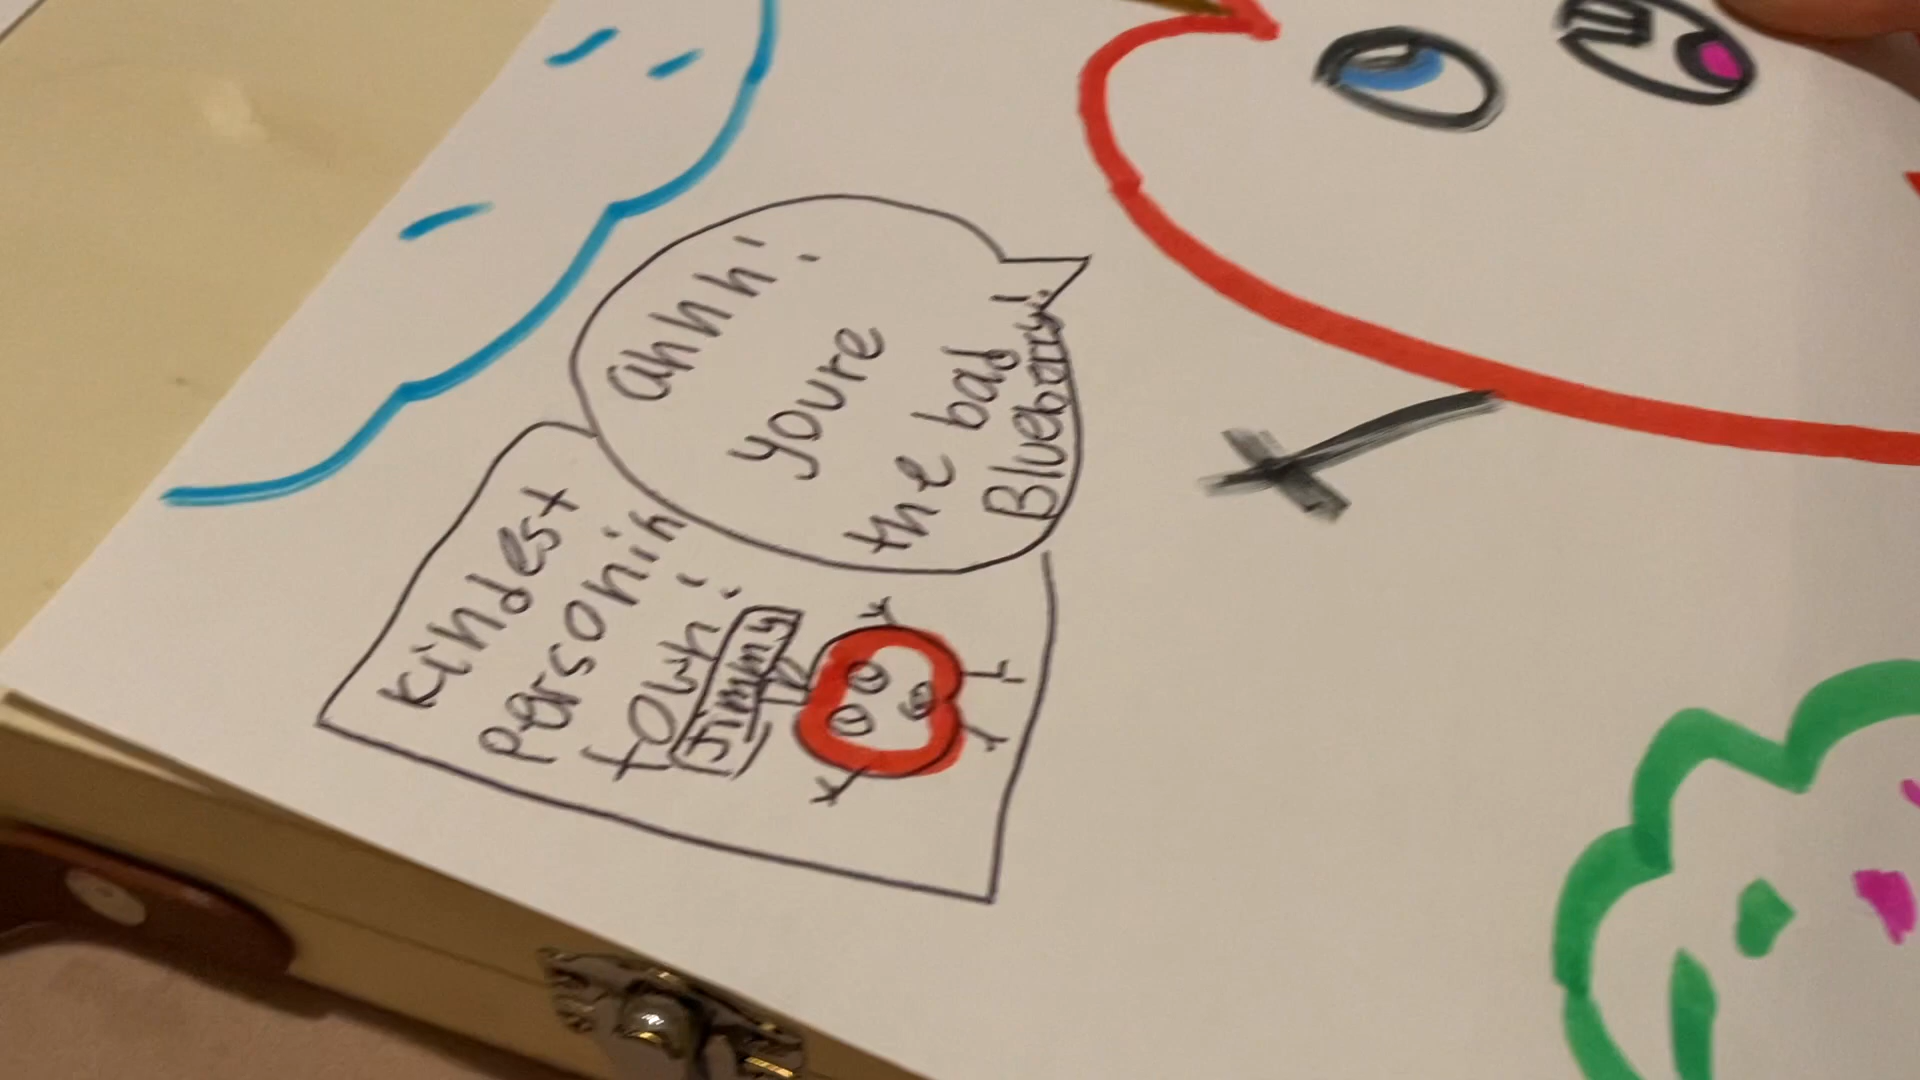 ahhh!
youre
the bad
Blueberry!
kindest
person in
town!
Jimmy